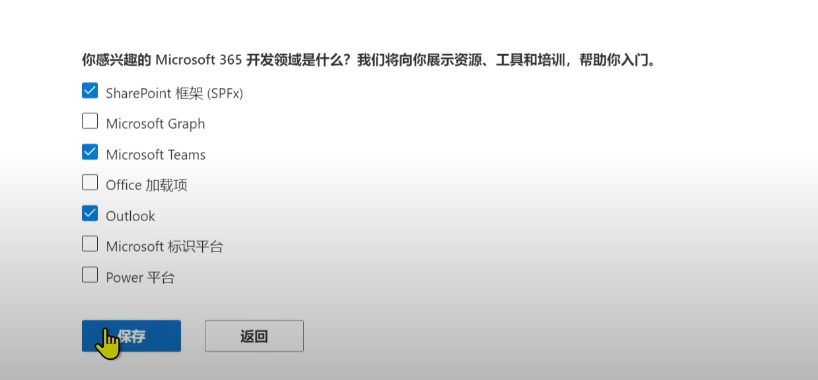 你感兴趣的 Microsoft 365 开发领域是什么？我们将向你展示资源、工具和培训，帮助你入门。
SharePoint 框架 (SPFx)
Microsoft Graph
Microsoft Teams
Office 加载项
Outlook
Microsoft 标识平台
Power 平台
保存 返回